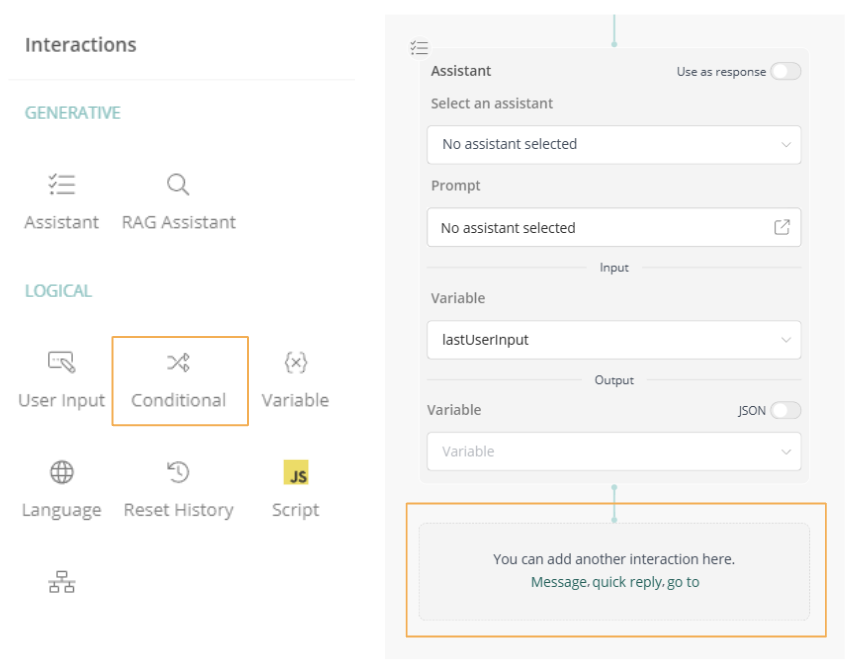 Interactions
GENERATIVE
Assistant
RAG Assistant
LOGICAL
User Input
Conditional
Variable
Language
Reset History
JS
Script
Assistant
Use as response
Select an assistant
No assistant selected
Prompt
No assistant selected
Input
Variable
lastUserInput
Output
Variable
JSON
Variable
You can add another interaction here.
Message, quick reply, go to